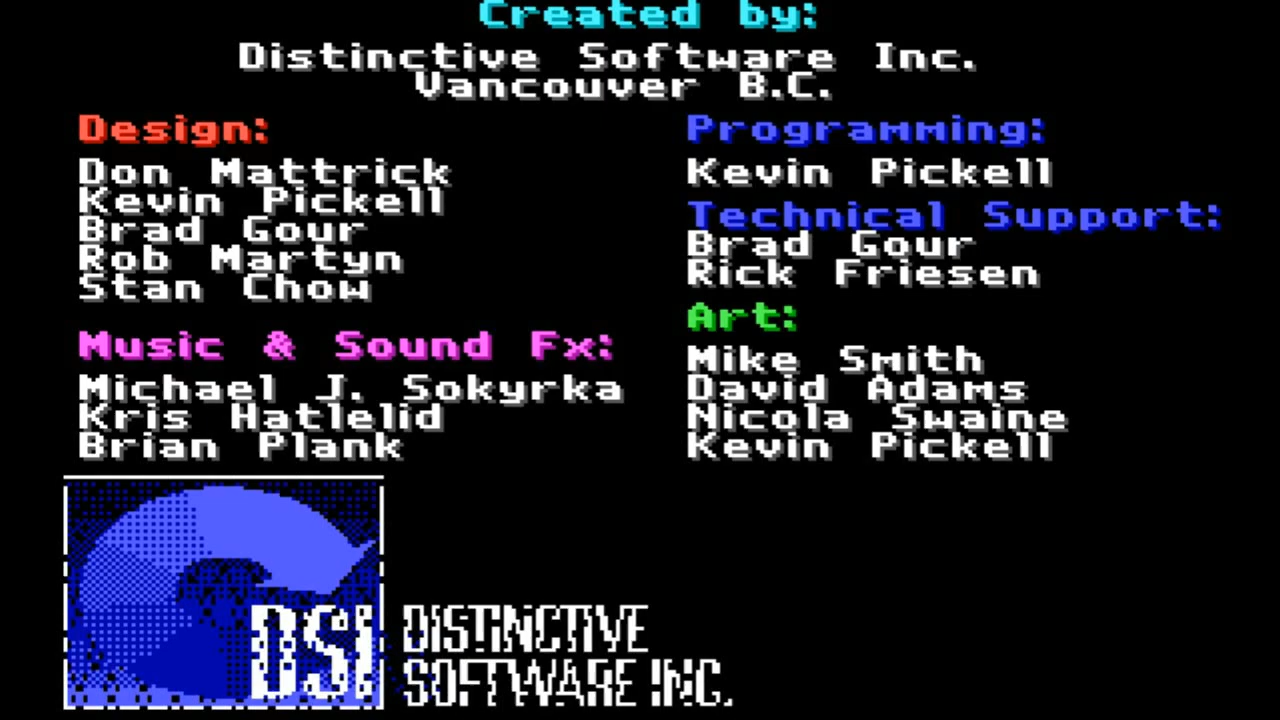 Created by:
Distinctive Software Inc.
Vancouver B.C.
Design:
Don Mattrick
Kevin Pickell
Brad Gour
Rob Martyn
Stan Chow
Music & Sound Fx:
Michael J. Sokyrka
Kris Hatlelid
Brian Plank
Programming:
Kevin Pickell
Technical Support:
Brad Gour
Rick Friesen
Art:
Mike Smith
David Adams
Nicola Swaine
Kevin Pickell
DSI
DISTINCTIVE
SOFTWARE INC.